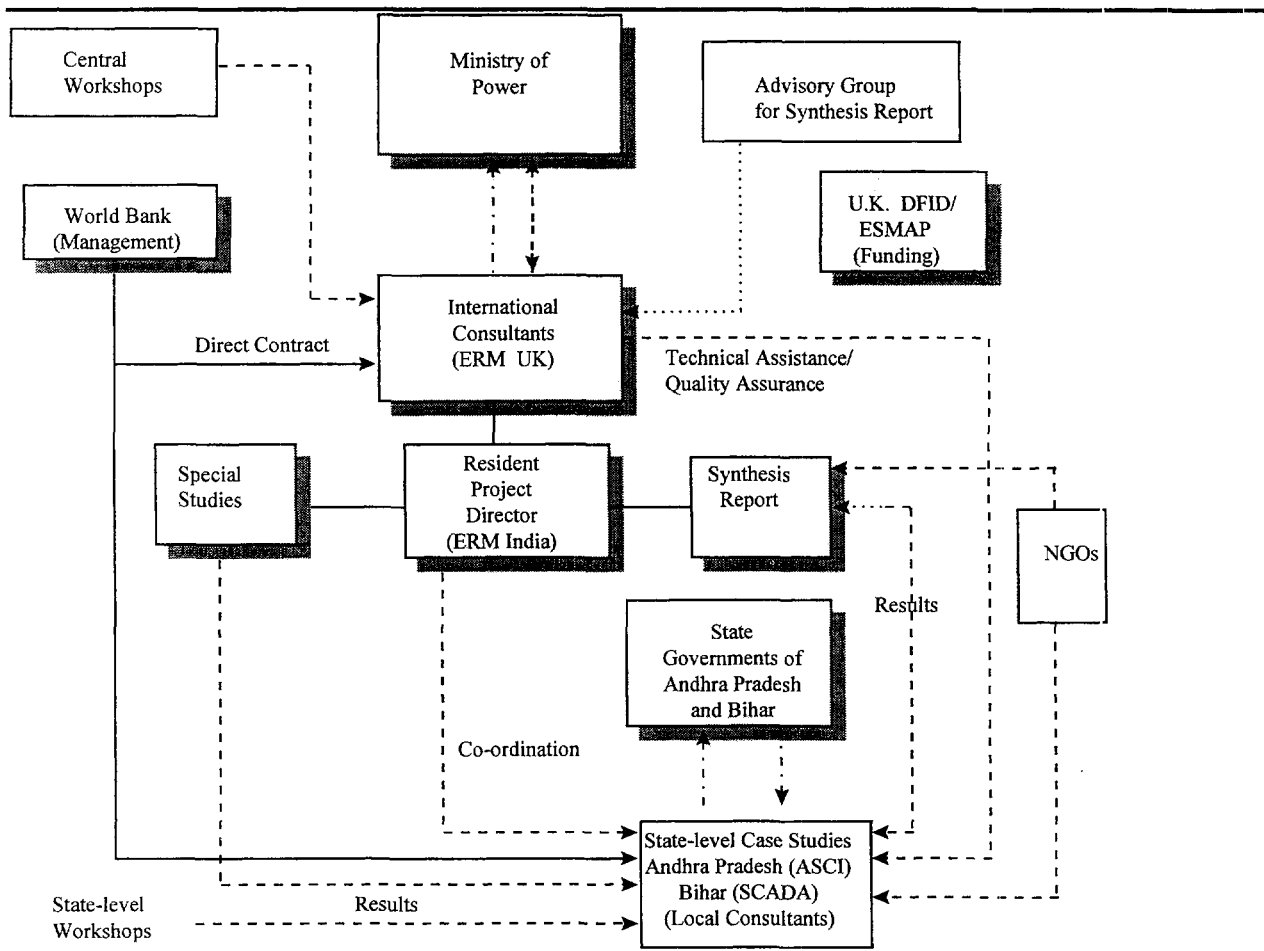 Central
Workshops
Ministry of
Power
Advisory Group
for Synthesis Report
World Bank
(Management)
U.K. DFID/
ESMAP
(Funding)
International
Consultants
(ERM UK)
Direct Contract
Technical Assistance/
Quality Assurance
Special
Studies
Resident
Project
Director
(ERM India)
Synthesis
Report
NGOs
Results
State
Governments of
Andhra Pradesh
and Bihar
Co-ordination
State-level Case Studies
Andhra Pradesh (ASCI)
Bihar (SCADA)
(Local Consultants)
State-level
Workshops
Results